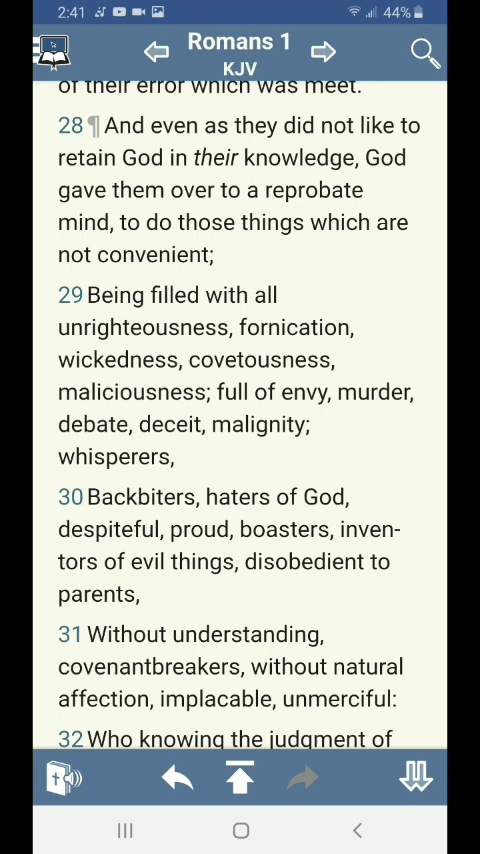 2:41
44%
Romans 1
KJV
of their error which was meet.
28 ¶ And even as they did not like to
retain God in their knowledge, God
gave them over to a reprobate
mind, to do those things which are
not convenient;
29 Being filled with all
unrighteousness, fornication,
wickedness, covetousness,
maliciousness; full of envy, murder,
debate, deceit, malignity;
whisperers,
30 Backbiters, haters of God,
despiteful, proud, boasters, inven-
tors of evil things, disobedient to
parents,
31 Without understanding,
covenantbreakers, without natural
affection, implacable, unmerciful:
32 Who knowing the judgment of